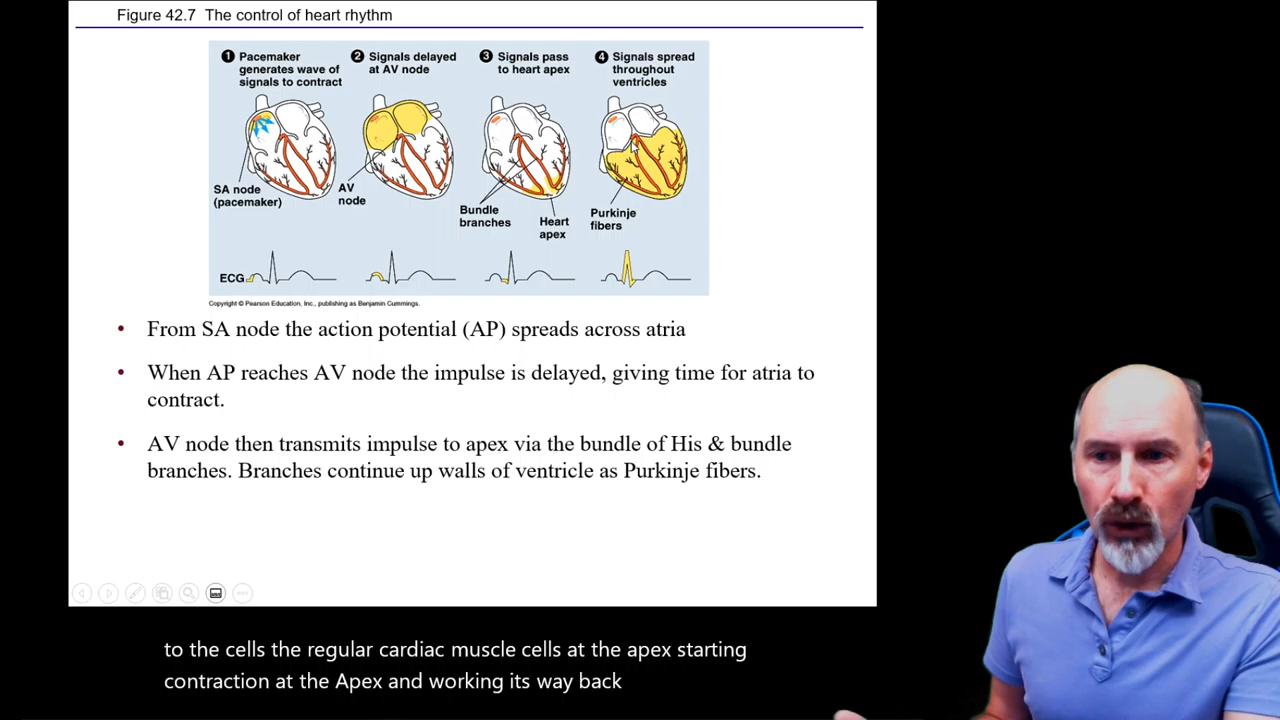 Figure 42.7 The control of heart rhythm
1 Pacemaker
generates wave of
signals to contract
2 Signals delayed
at AV node
3 Signals pass
to heart apex
4 Signals spread
throughout
ventricles
SA node
(pacemaker)
AV
node
Bundle
branches
Heart
apex
Purkinje
fibers
ECG
Copyright © Pearson Education, Inc., publishing as Benjamin Cummings.
• From SA node the action potential (AP) spreads across atria
• When AP reaches AV node the impulse is delayed, giving time for atria to
contract.
• AV node then transmits impulse to apex via the bundle of His & bundle
branches. Branches continue up walls of ventricle as Purkinje fibers.
to the cells the regular cardiac muscle cells at the apex starting
contraction at the Apex and working its way back